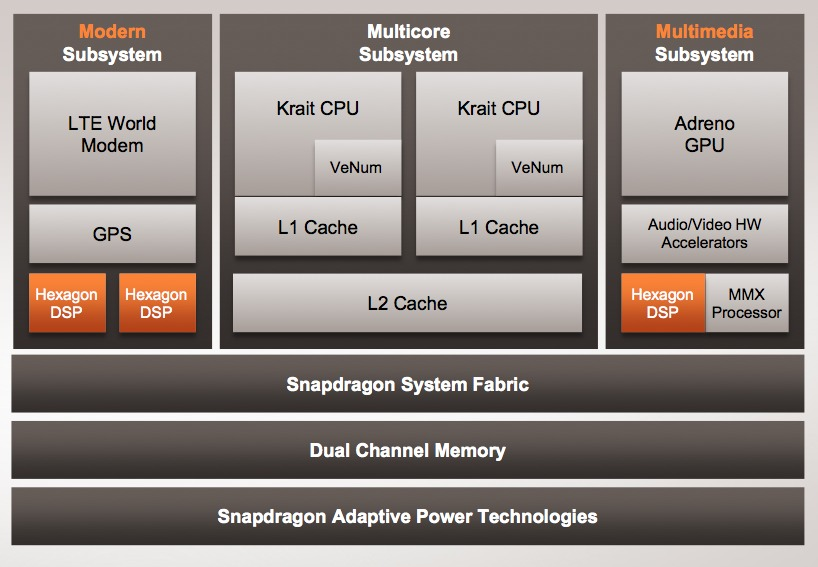 Modern
Subsystem
LTE World
Modem
GPS
Hexagon
DSP
Hexagon
DSP
Multicore
Subsystem
Krait CPU
VeNum
L1 Cache
Krait CPU
VeNum
L1 Cache
L2 Cache
Multimedia
Subsystem
Adreno
GPU
Audio/Video HW
Accelerators
Hexagon
DSP
MMX
Processor
Snapdragon System Fabric
Dual Channel Memory
Snapdragon Adaptive Power Technologies